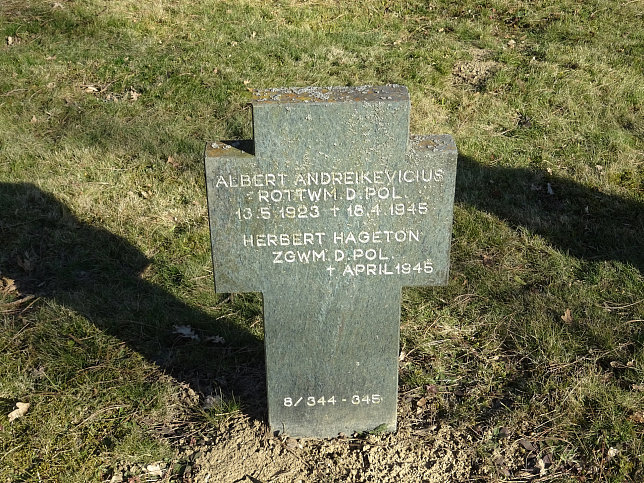 ALBERT ANDREIKEVICIUS
ROTTWM. D. POL.
13.5.1923 † 18.4.1945
HERBERT HAGETON
ZGWM. D. POL.
† APRIL 1945
8/344-345